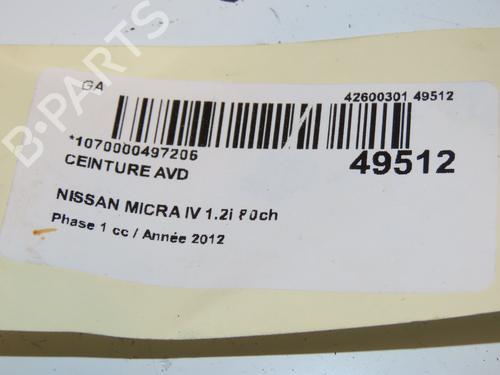 B-PARTS
GA
42600301 49512
*1070000497206
49512
CEINTURE AVD
NISSAN MICRA IV 1.2i 80ch
Phase 1 cc / Année 2012